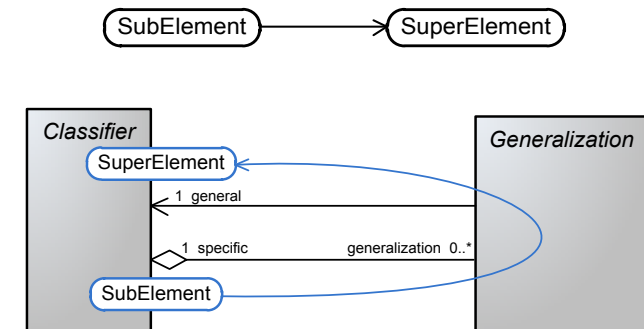 SubElement SuperElement
Classifier
Generalization
SuperElement
1 general
1 specific generalization 0..*
SubElement